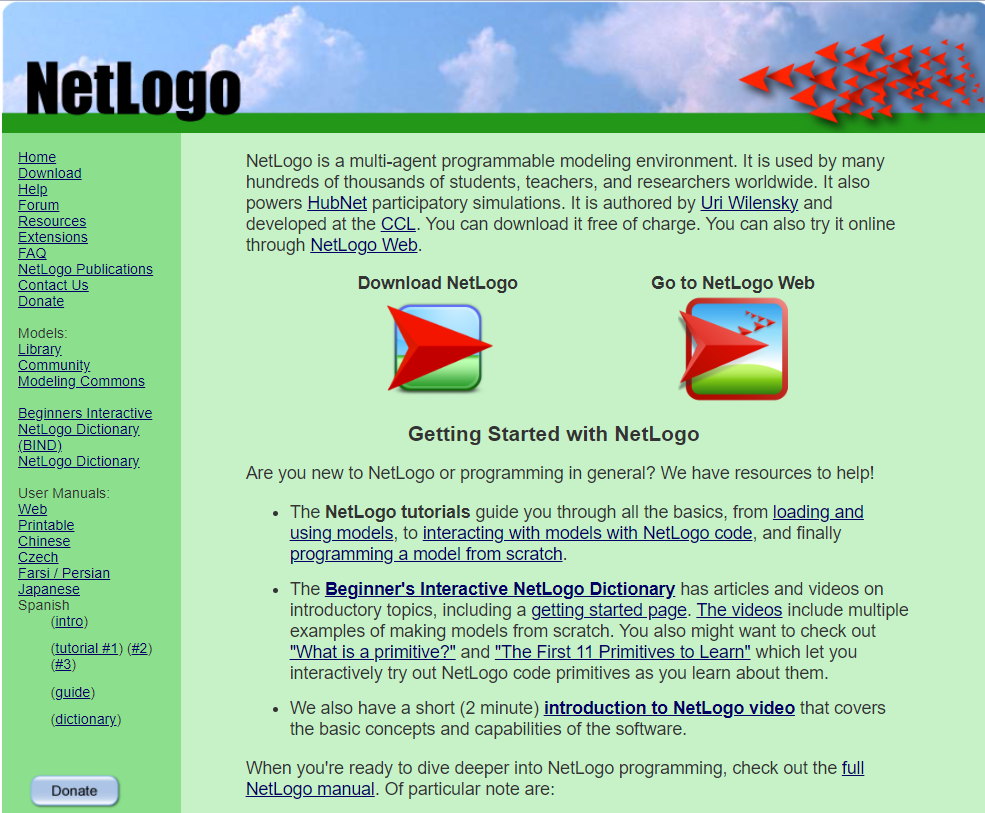 NetLogo
Home
Download
Help
Forum
Resources
Extensions
FAQ
NetLogo Publications
Contact Us
Donate
Models:
Library
Community
Modeling Commons
Beginners Interactive
NetLogo Dictionary
(BIND)
NetLogo Dictionary
User Manuals:
Web
Printable
Chinese
Czech
Farsi / Persian
Japanese
Spanish
(intro)
(tutorial #1) (#2)
(#3)
(guide)
(dictionary)
Donate
NetLogo is a multi-agent programmable modeling environment. It is used by many
hundreds of thousands of students, teachers, and researchers worldwide. It also
powers HubNet participatory simulations. It is authored by Uri Wilensky and
developed at the CCL. You can download it free of charge. You can also try it online
through NetLogo Web.
Download NetLogo
Go to NetLogo Web
Getting Started with NetLogo
Are you new to NetLogo or programming in general? We have resources to help!
• The NetLogo tutorials guide you through all the basics, from loading and
using models, to interacting with models with NetLogo code, and finally
programming a model from scratch.
• The Beginner's Interactive NetLogo Dictionary has articles and videos on
introductory topics, including a getting started page. The videos include multiple
examples of making models from scratch. You also might want to check out
"What is a primitive?" and "The First 11 Primitives to Learn" which let you
interactively try out NetLogo code primitives as you learn about them.
• We also have a short (2 minute) introduction to NetLogo video that covers
the basic concepts and capabilities of the software.
When you're ready to dive deeper into NetLogo programming, check out the full
NetLogo manual. Of particular note are: